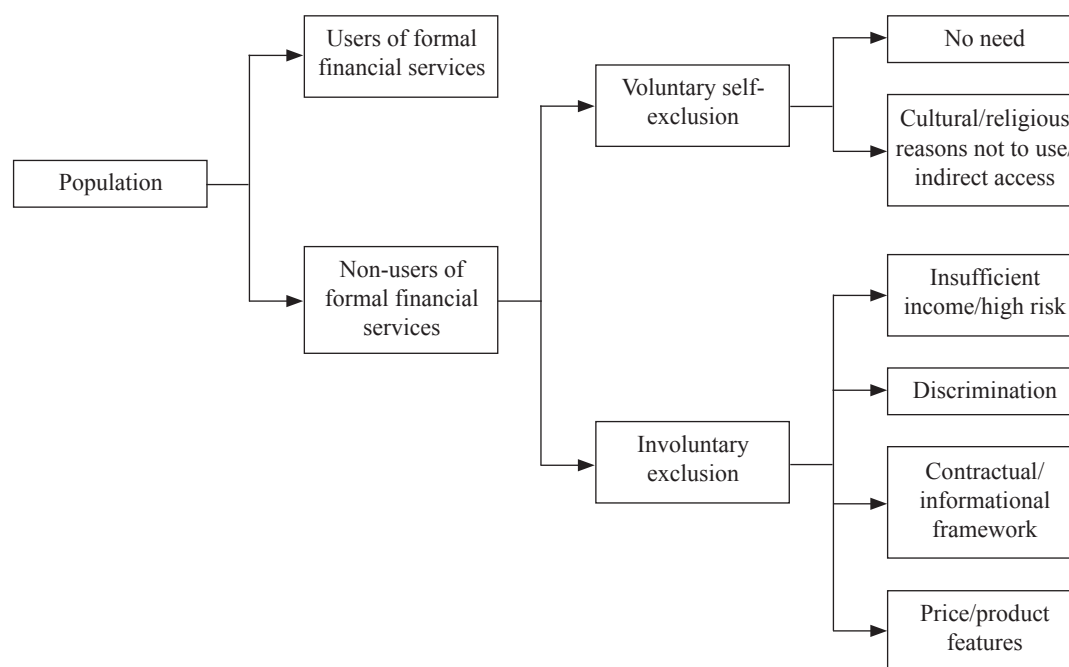 Users of formal
financial services
No need
Voluntary self-
exclusion
Cultural/religious
reasons not to use/
indirect access
Population
Non-users of
formal financial
services
Insufficient
income/high risk
Discrimination
Involuntary
exclusion
Contractual/
informational
framework
Price/product
features